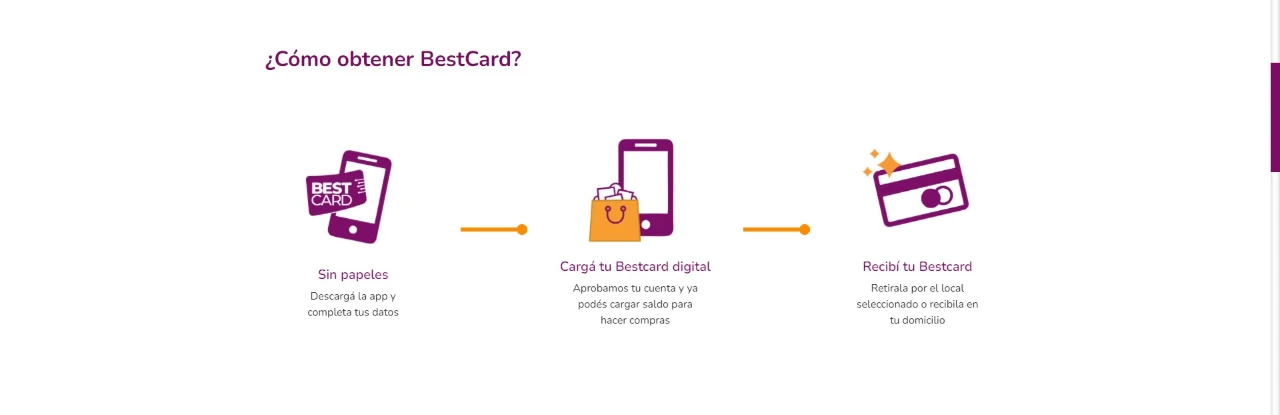 ¿Cómo obtener BestCard?
BEST
CARD
Sin papeles
Descargá la app y
completa tus datos
Cargá tu Bestcard digital
Aprobamos tu cuenta y ya
podés cargar saldo para
hacer compras
Recibí tu Bestcard
Retirala por el local
seleccionado o recibila en
tu domicilio